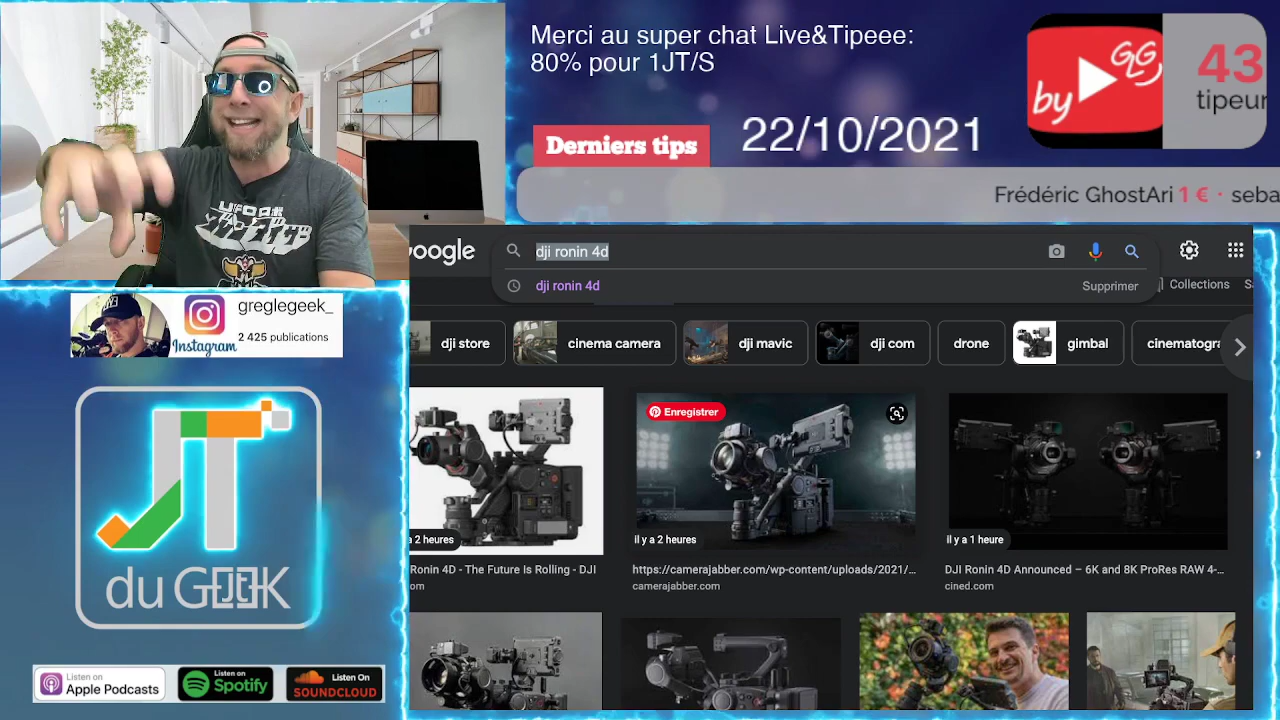 Merci au super chat Live&Tipeee:
80% pour 1JT/S
Derniers tips
22/10/2021
by GLG
43
tipeur
Frédéric GhostAri 1 € · seba
greglegeek_
Instagram
2 425 publications
JT
du GEEK
Listen on
Apple Podcasts
Listen on
Spotify
Listen On
SOUNDCLOUD
oogle
dji ronin 4d
dji ronin 4d
Supprimer
Collections
S
dji store
cinema camera
dji mavic
dji com
drone
gimbal
cinematogra
Enregistrer
a 2 heures
il y a 2 heures
il y a 1 heure
Ronin 4D - The Future Is Rolling - DJI
om
https://camerajabber.com/wp-content/uploads/2021/...
camerajabber.com
DJI Ronin 4D Announced – 6K and 8K ProRes RAW 4-...
cined.com